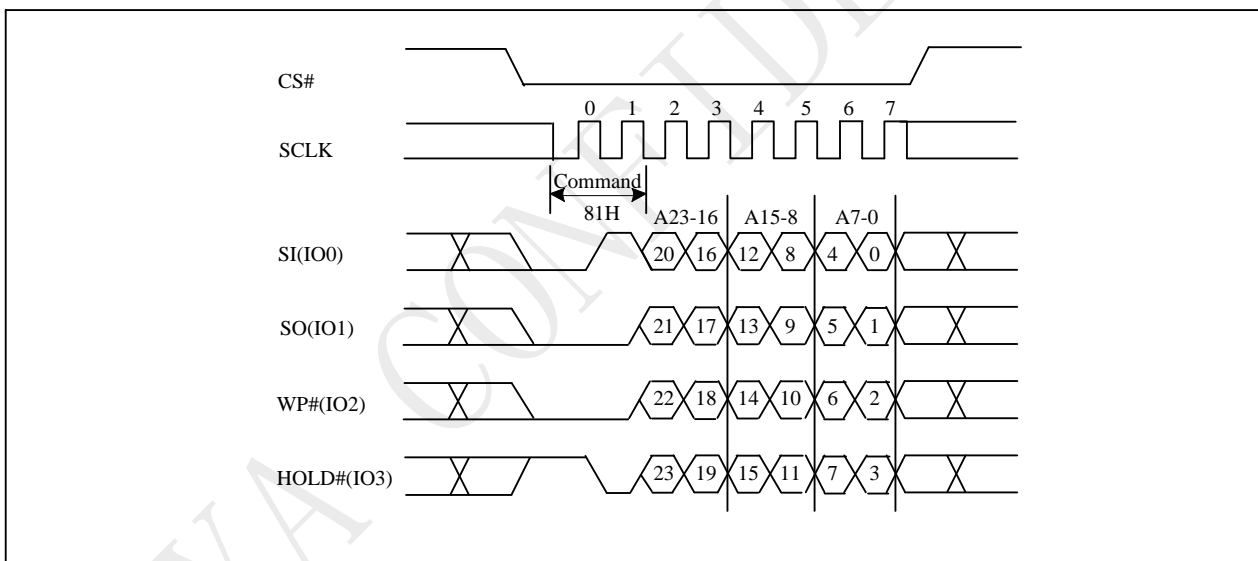 CS#
0 1 2 3 4 5 6 7
SCLK
Command
81H
A23-16 A15-8 A7-0
SI(IO0) 20 16 12 8 4 0
SO(IO1) 21 17 13 9 5 1
WP#(IO2) 22 18 14 10 6 2
HOLD#(IO3) 23 19 15 11 7 3